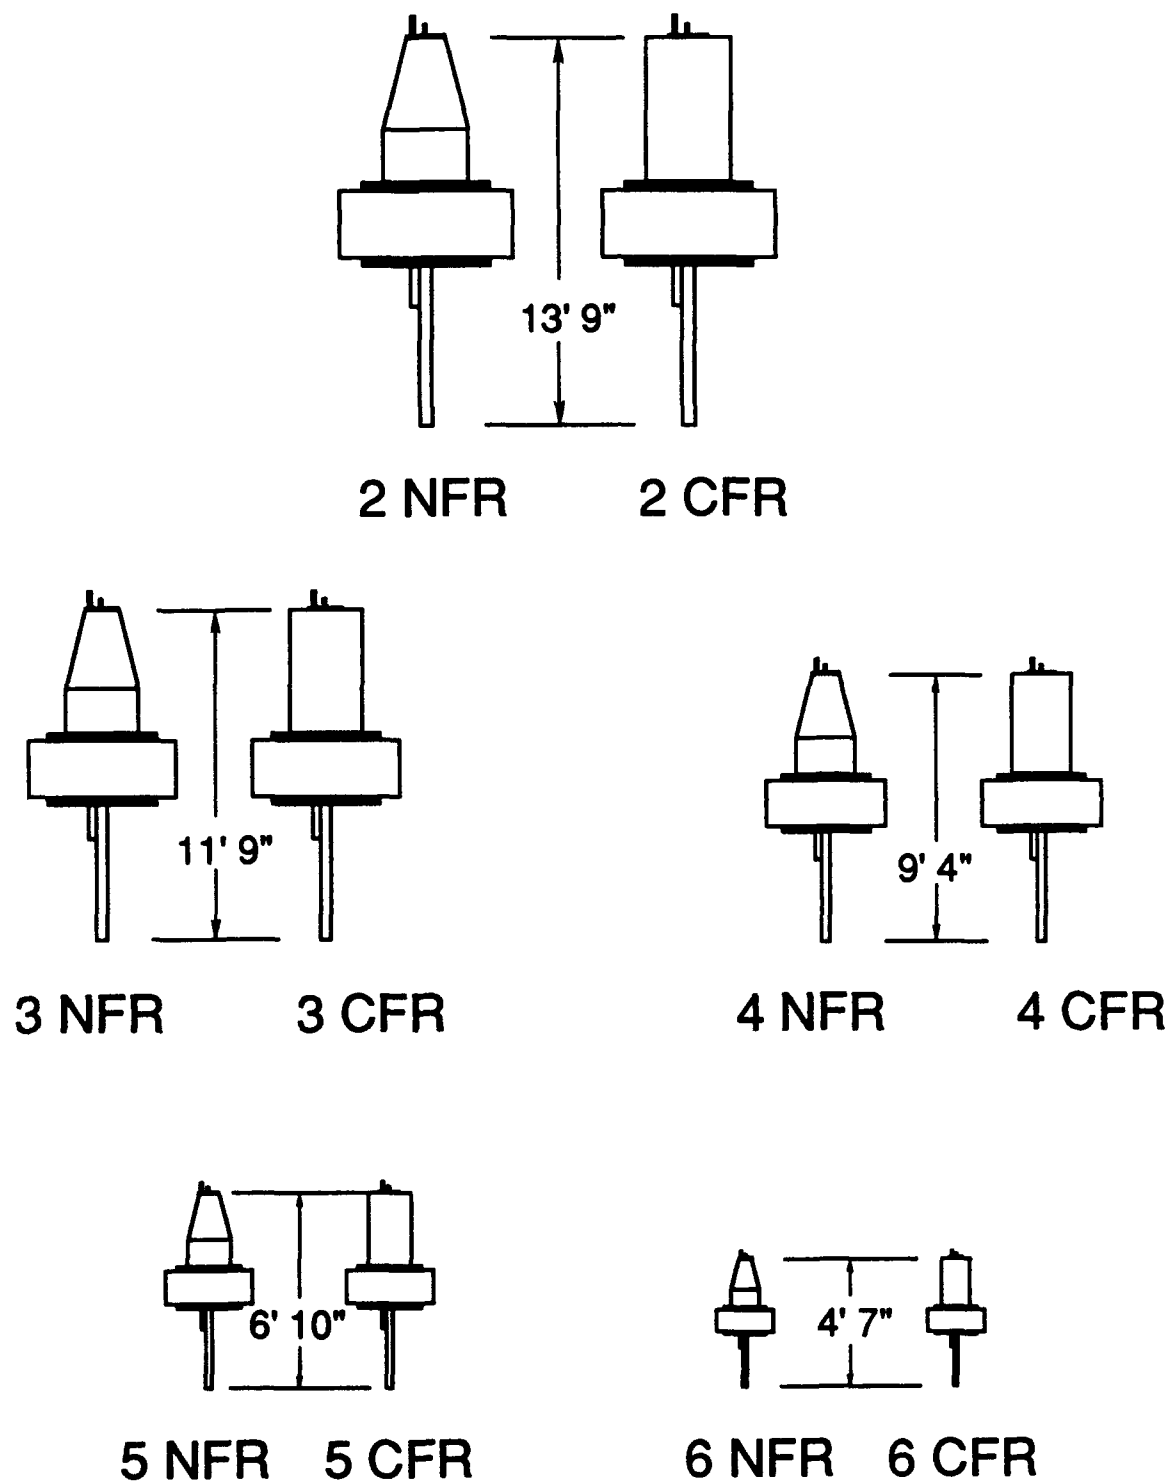 13' 9"
2 NFR 2 CFR
11' 9"
9' 4"
3 NFR 3 CFR
4 NFR 4 CFR
6' 10"
4' 7"
5 NFR 5 CFR
6 NFR 6 CFR